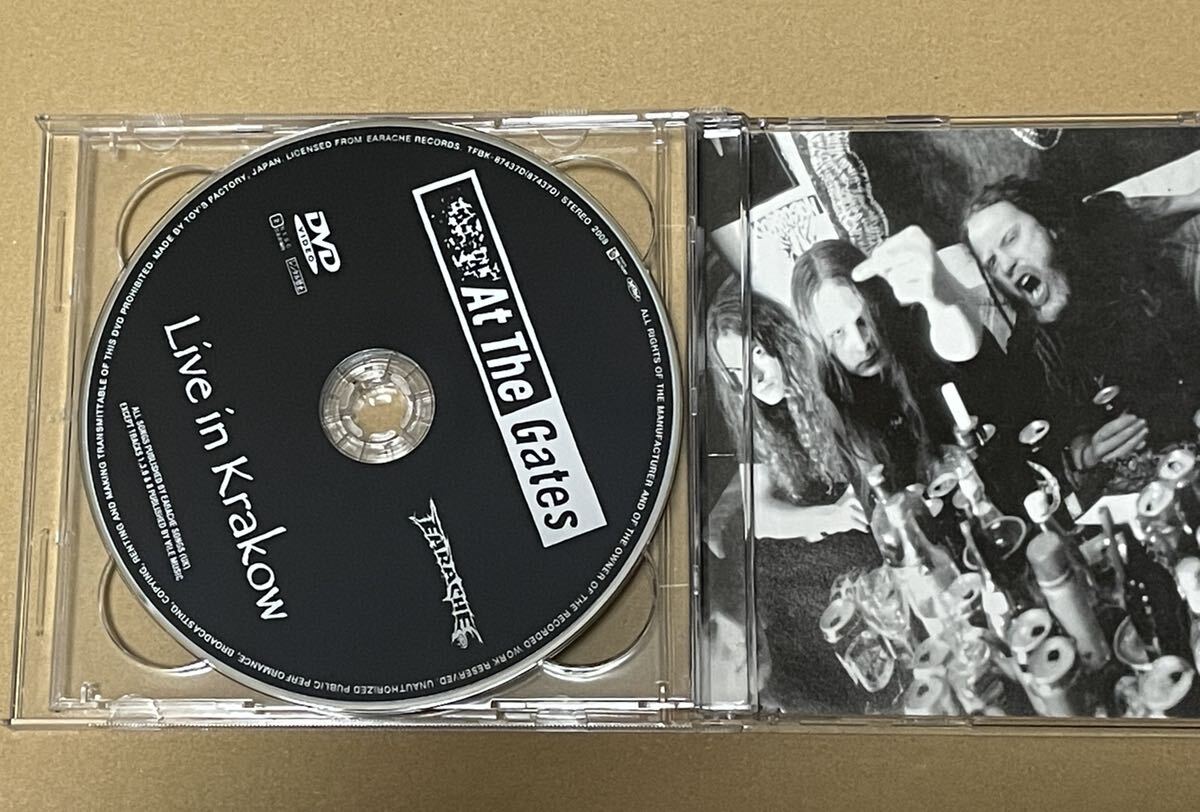 ALL RIGHTS OF THE MANUFACTURER AND OF THE OWNER OF THE RECORDED WORK RESERVED. UNAUTHORIZED PUBLIC PERFORMANCE, BROADCASTING, COPYING, RENTING AND MAKING TRANSMITTABLE OF THIS DVD PROHIBITED. MADE BY TOY'S FACTORY, JAPAN. LICENSED FROM EARACHE RECORDS. TFBK-87437D(87437D) STEREO 2008
At The Gates
DVD
VIDEO
EARACHE
Live in Krakow
ALL SONGS PUBLISHED BY EARACHE SONGS (UK)